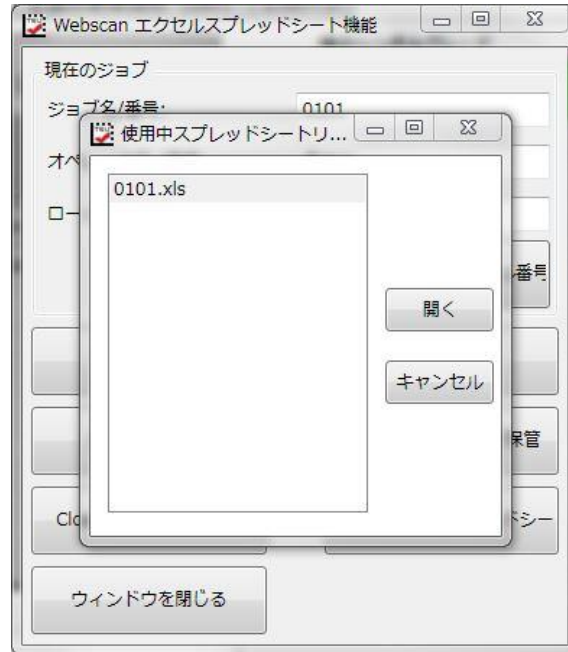 Webscan エクセルスプレッドシート機能
現在のジョブ
ジョブ名/番号:
0101
使用中スプレッドシートリ...
オペ
0101.xls
ロー
番号
開く
キャンセル
保管
Clo
ドシー
ウィンドウを閉じる